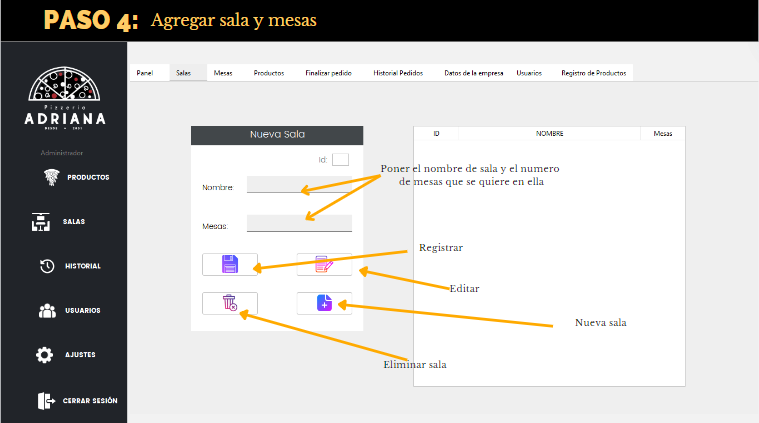 PASO 4: Agregar sala y mesas
Panel Salas Mesas Productos Finalizar pedido Historial Pedidos Datos de la empresa Usuarios Registro de Productos
Pizzeria
ADRIANA
DESDE • 2021
Administrador
PRODUCTOS
SALAS
HISTORIAL
USUARIOS
AJUSTES
CERRAR SESIÓN
Nueva Sala
Id:
Nombre:
Mesas:
ID NOMBRE Mesas
Poner el nombre de sala y el numero
de mesas que se quiere en ella
Registrar
Editar
Nueva sala
Eliminar sala